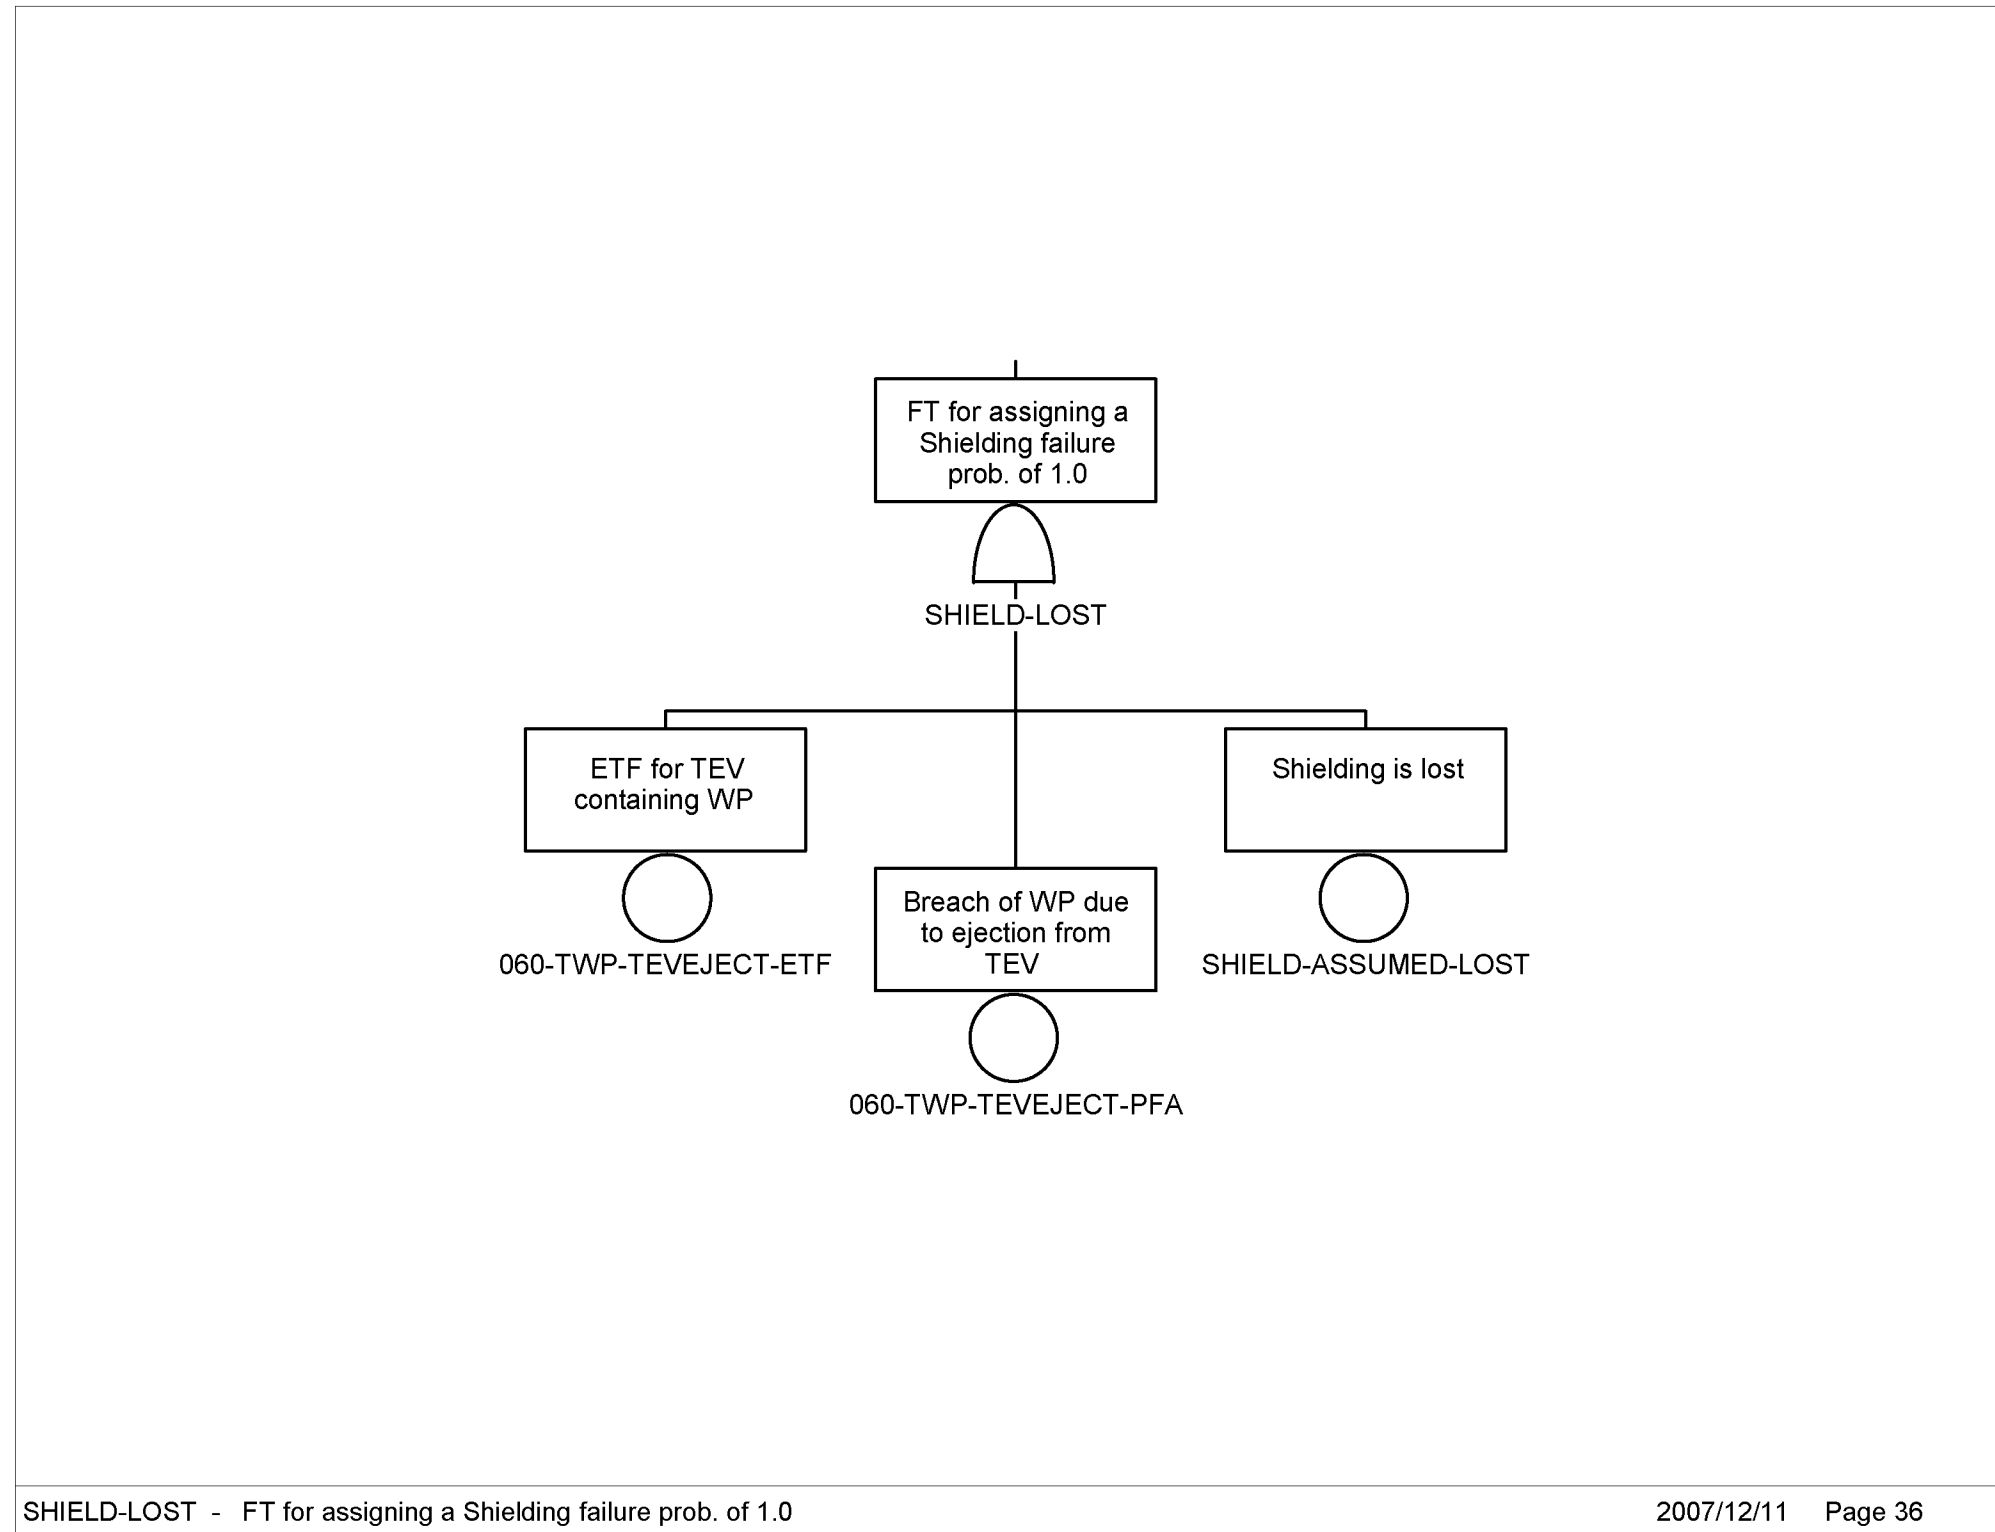 FT for assigning a
Shielding failure
prob. of 1.0
SHIELD-LOST
ETF for TEV
containing WP
060-TWP-TEVEJECT-ETF
Breach of WP due
to ejection from
TEV
060-TWP-TEVEJECT-PFA
Shielding is lost
SHIELD-ASSUMED-LOST
SHIELD-LOST - FT for assigning a Shielding failure prob. of 1.0
2007/12/11 Page 36